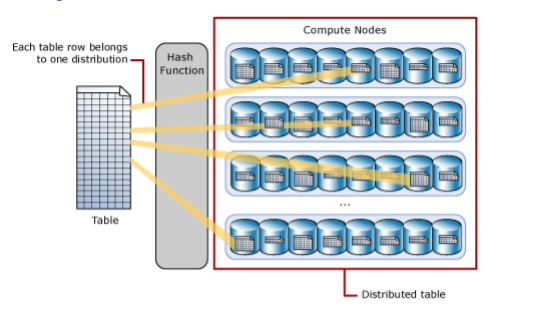 Compute Nodes
Each table row belongs
to one distribution
Hash
Function
Table
...
Distributed table